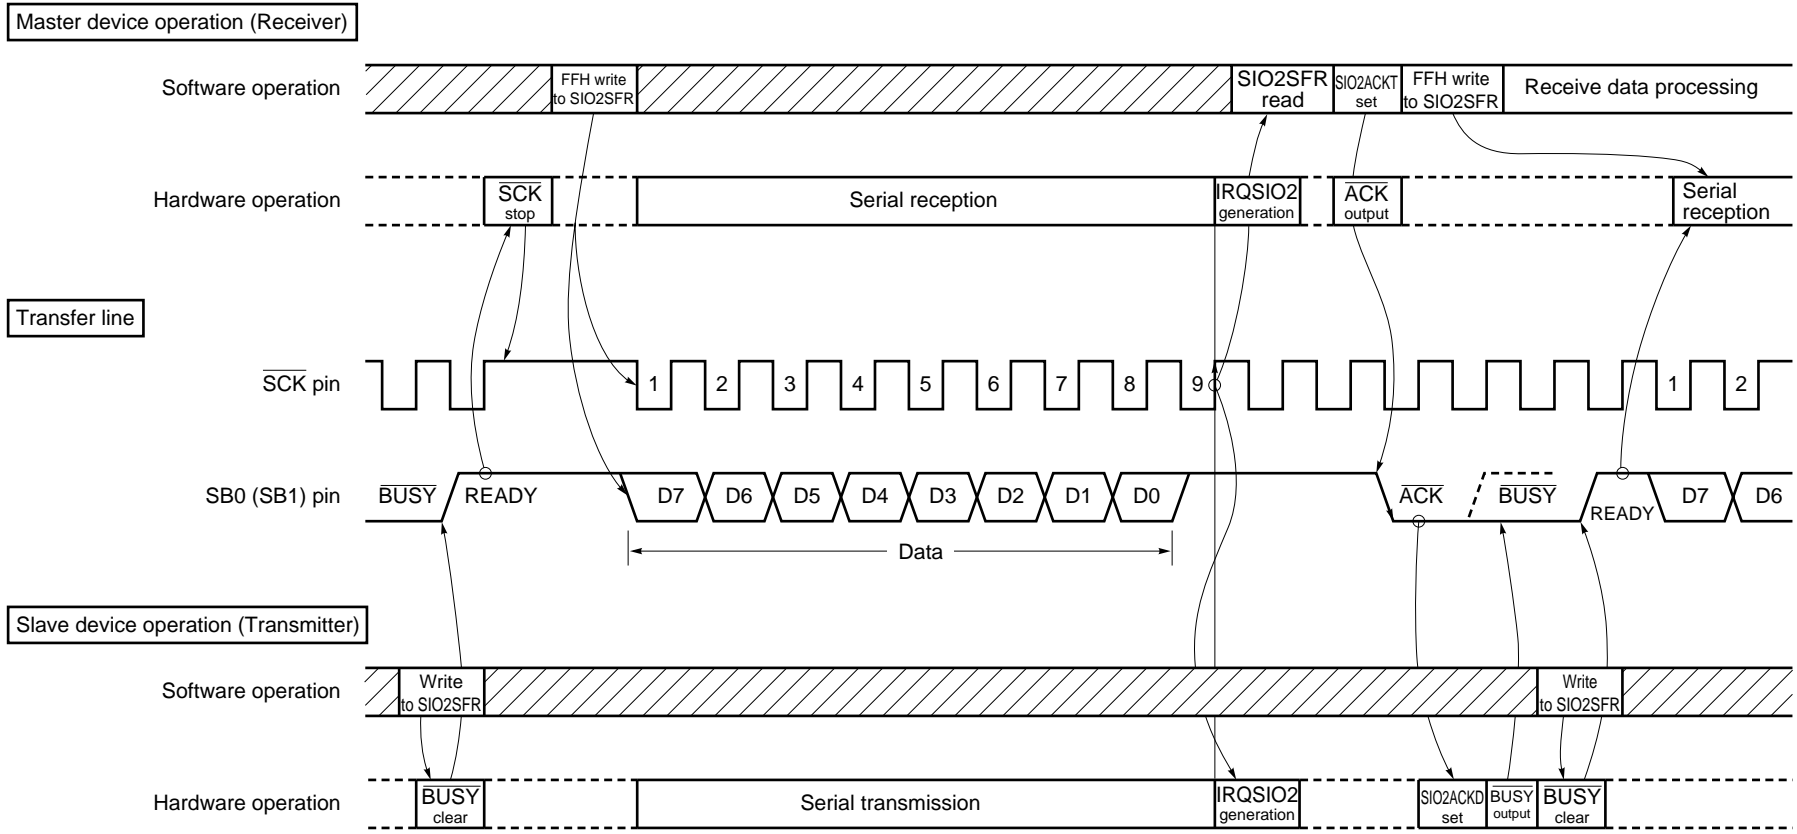 Master device operation (Receiver)
Software operation
FFH write
to SIO2SFR
SIO2SFR
read
SIO2ACKT
set
FFH write
to SIO2SFR
Receive data processing
Hardware operation
SCK
stop
Serial reception
IRQSIO2
generation
ACK
output
Serial
reception
Transfer line
SCK pin
1 2 3 4 5 6 7 8 9 1 2
SB0 (SB1) pin
BUSY READY D7 D6 D5 D4 D3 D2 D1 D0 ACK BUSY READY D7 D6
Data
Slave device operation (Transmitter)
Software operation
Write
to SIO2SFR
Write
to SIO2SFR
Hardware operation
BUSY
clear
Serial transmission
IRQSIO2
generation
SIO2ACKD
set
BUSY
output
BUSY
clear